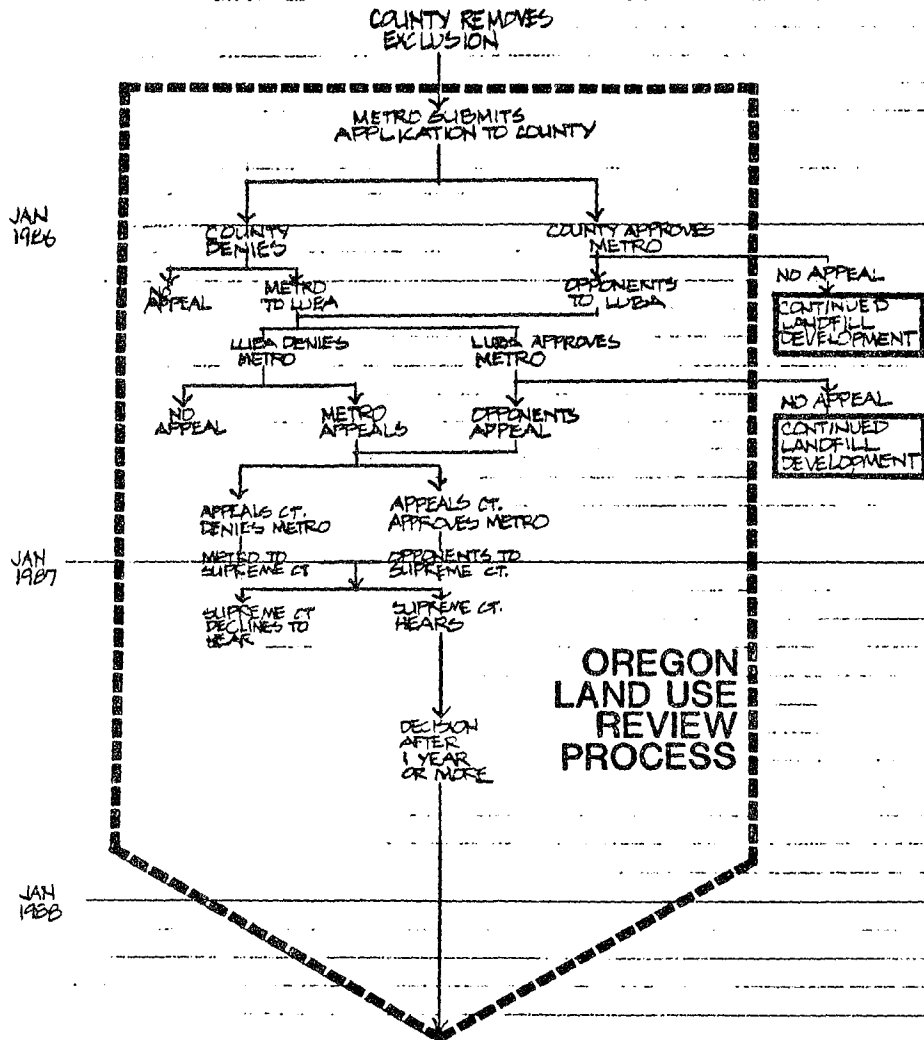 COUNTY REMOVES
EXCLUSION
METRO SUBMITS
APPLICATION TO COUNTY
JAN
1986
COUNTY
DENIES
COUNTY APPROVES
METRO
NO
APPEAL
METRO
TO LUBA
OPPONENTS
TO LUBA
NO APPEAL
CONTINUED
LANDFILL
DEVELOPMENT
LUBA DENIES
METRO
LUBA APPROVES
METRO
NO
APPEAL
METRO
APPEALS
OPPONENTS
APPEAL
NO APPEAL
CONTINUED
LANDFILL
DEVELOPMENT
APPEALS CT.
DENIES METRO
APPEALS CT.
APPROVES METRO
JAN
1987
METRO TO
SUPREME CT
OPPONENTS TO
SUPREME CT.
SUPREME CT
DECLINES TO
HEAR
SUPREME CT.
HEARS
OREGON
LAND USE
REVIEW
PROCESS
DECISION
AFTER
1 YEAR
OR MORE
JAN
1988